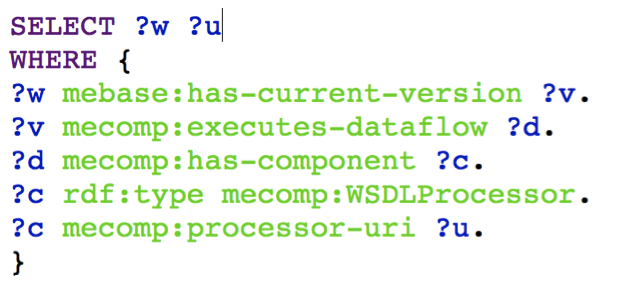 SELECT ?w ?u
WHERE {
?w mebase:has-current-version ?v.
?v mecomp:executes-dataflow ?d.
?d mecomp:has-component ?c.
?c rdf:type mecomp:WSDLProcessor.
?c mecomp:processor-uri ?u.
}